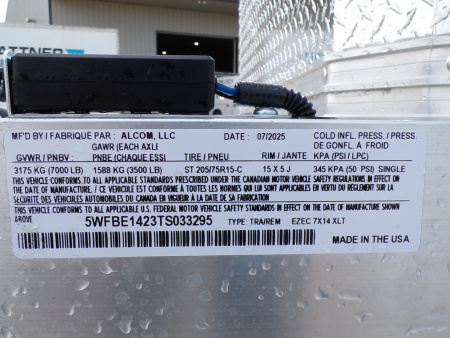 TTNER
MF'D BY / FABRIQUE PAR : ALCOM, LLC DATE : 07/2025 COLD INFL. PRESS. / PRESS.
GAWR (EACH AXLE DE GONFL. À FROID
GVWR / PNBV : PNBE (CHAQUE ESSI TIRE / PNEU RIM / JANTE KPA (PSI / LPC)
3175 KG (7000 LB) 1588 KG (3500 LB) ST 205/75R15-C 15 X 5 J 345 KPA (50 PSI) SINGLE
THIS VEHICLE CONFORMS TO ALL APPLICABLE STANDARDS PRESCRIBED UNDER THE CANADIAN MOTOR VEHICLE SAFETY
REGULATIONS IN EFFECT ON THE DATE OF MANUFACTURE / CE VÉHICULE EST CONFORME À
TOUTES LES NORMES QUI LUI SONT APPLICABLES EN VERTU DU RÈGLEMENT SUR LA
SÉCURITÉ DES VÉHICULES AUTOMOBILES DU CANADA EN VIGUEUR À LA DATE DE SA FABRICATION
THIS VEHICLE CONFORMS TO ALL APPLICABLE U.S. FEDERAL MOTOR VEHICLE SAFETY STANDARDS IN EFFECT ON THE DATE OF MANUFACTURE SHOWN
ABOVE
5WFBE1423TS033295 TYPE: TRA/REM EZEC 7X14 XLT
MADE IN THE USA